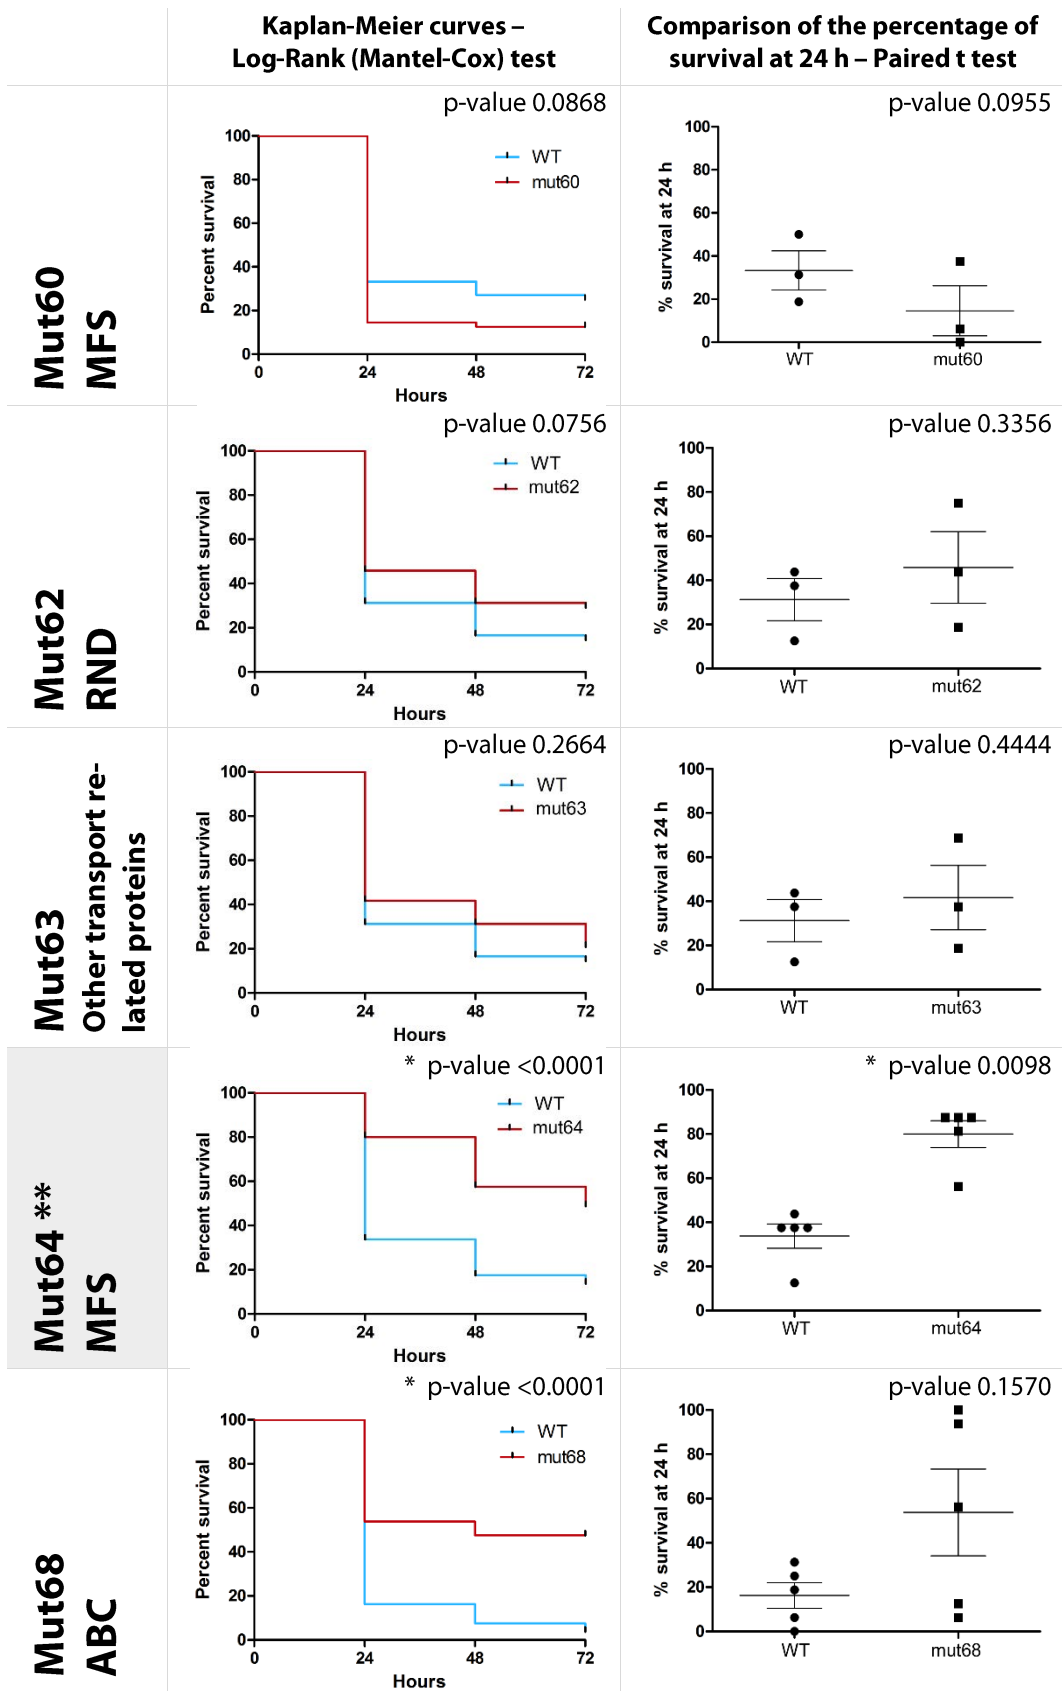 Kaplan-Meier curves –
Log-Rank (Mantel-Cox) test
Comparison of the percentage of
survival at 24 h – Paired t test
Mut60
MFS
p-value 0.0868
100
80
60
40
20
0
Percent survival
WT
mut60
0 24 48 72
Hours
p-value 0.0955
100
80
60
40
20
0
% survival at 24 h
WT mut60
Mut62
RND
p-value 0.0756
100
80
60
40
20
0
Percent survival
WT
mut62
0 24 48 72
Hours
p-value 0.3356
100
80
60
40
20
0
% survival at 24 h
WT mut62
Mut63
Other transport re-
lated proteins
p-value 0.2664
100
80
60
40
20
0
Percent survival
WT
mut63
0 24 48 72
Hours
p-value 0.4444
100
80
60
40
20
0
% survival at 24 h
WT mut63
Mut64 **
MFS
* p-value <0.0001
100
80
60
40
20
0
Percent survival
WT
mut64
0 24 48 72
Hours
* p-value 0.0098
100
80
60
40
20
0
% survival at 24 h
WT mut64
Mut68
ABC
* p-value <0.0001
100
80
60
40
20
0
Percent survival
WT
mut68
0 24 48 72
Hours
p-value 0.1570
100
80
60
40
20
0
% survival at 24 h
WT mut68